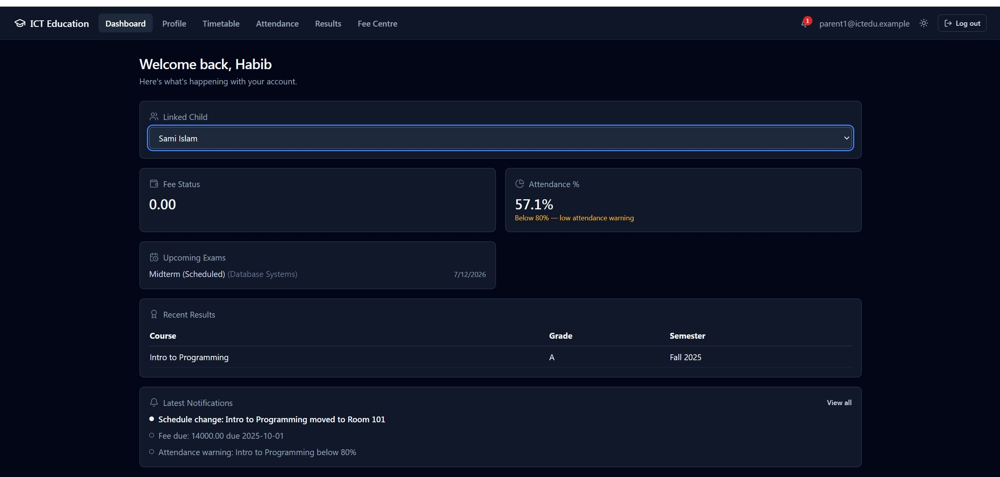 ICT Education Dashboard Profile Timetable Attendance Results Fee Centre 1 parent1@ictedu.example Log out
Welcome back, Habib
Here's what's happening with your account.
Linked Child
Sami Islam
Fee Status
0.00
Attendance %
57.1%
Below 80% — low attendance warning
Upcoming Exams
Midterm (Scheduled) (Database Systems) 7/12/2026
Recent Results
Course Grade Semester
Intro to Programming A Fall 2025
Latest Notifications View all
Schedule change: Intro to Programming moved to Room 101
Fee due: 14000.00 due 2025-10-01
Attendance warning: Intro to Programming below 80%